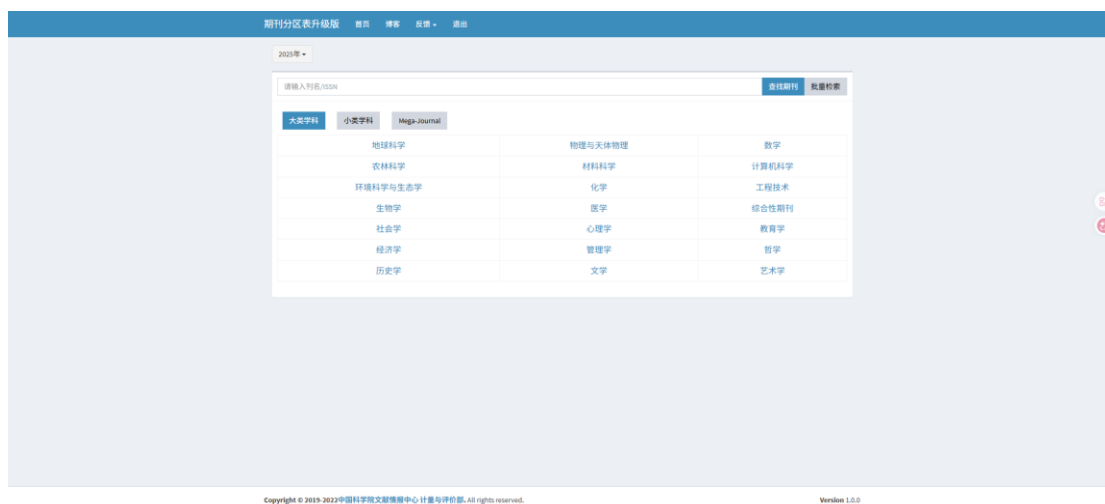 期刊分区表升级版 首页 博客 反馈 退出
2025年
请输入刊名/ISSN 查找期刊 批量检索
大类学科 小类学科 Mega-Journal
地球科学 物理与天体物理 数学
农林科学 材料科学 计算机科学
环境科学与生态学 化学 工程技术
生物学 医学 综合性期刊
社会学 心理学 教育学
经济学 管理学 哲学
历史学 文学 艺术学
Copyright © 2019-2022中国科学院文献情报中心 计量与评价部. All rights reserved. Version 1.0.0